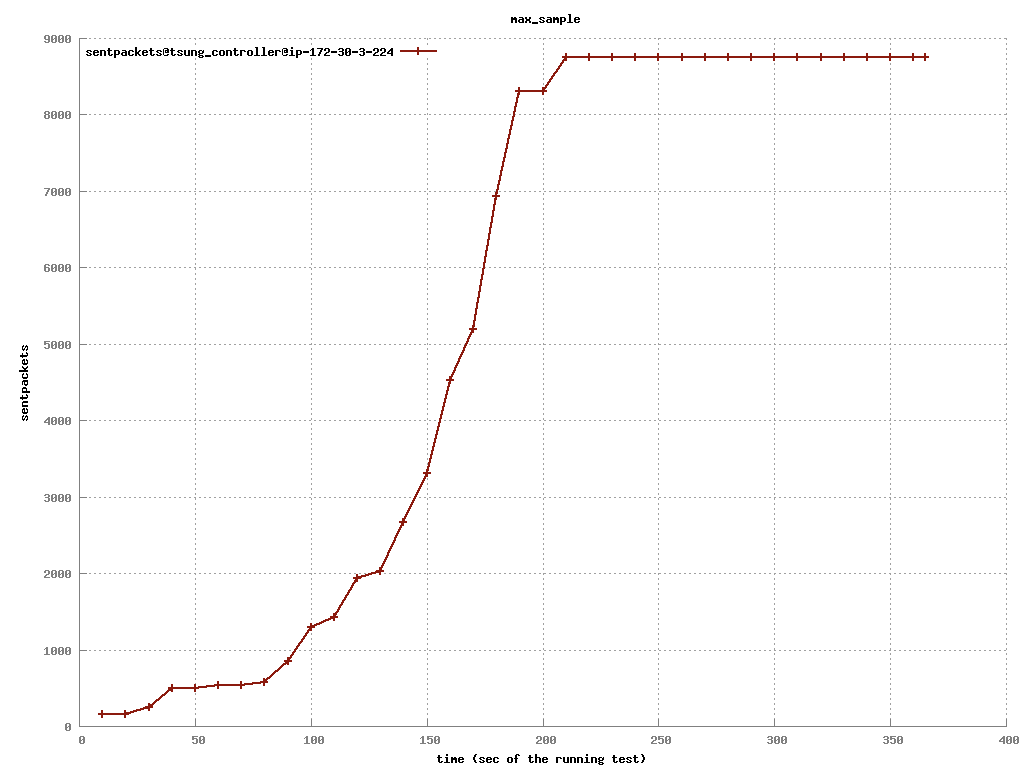 max_sample
sentpackets@tsung_controller@ip-172-30-3-224
9000
8000
7000
6000
5000
4000
3000
2000
1000
0
sentpackets
0 50 100 150 200 250 300 350 400
time (sec of the running test)